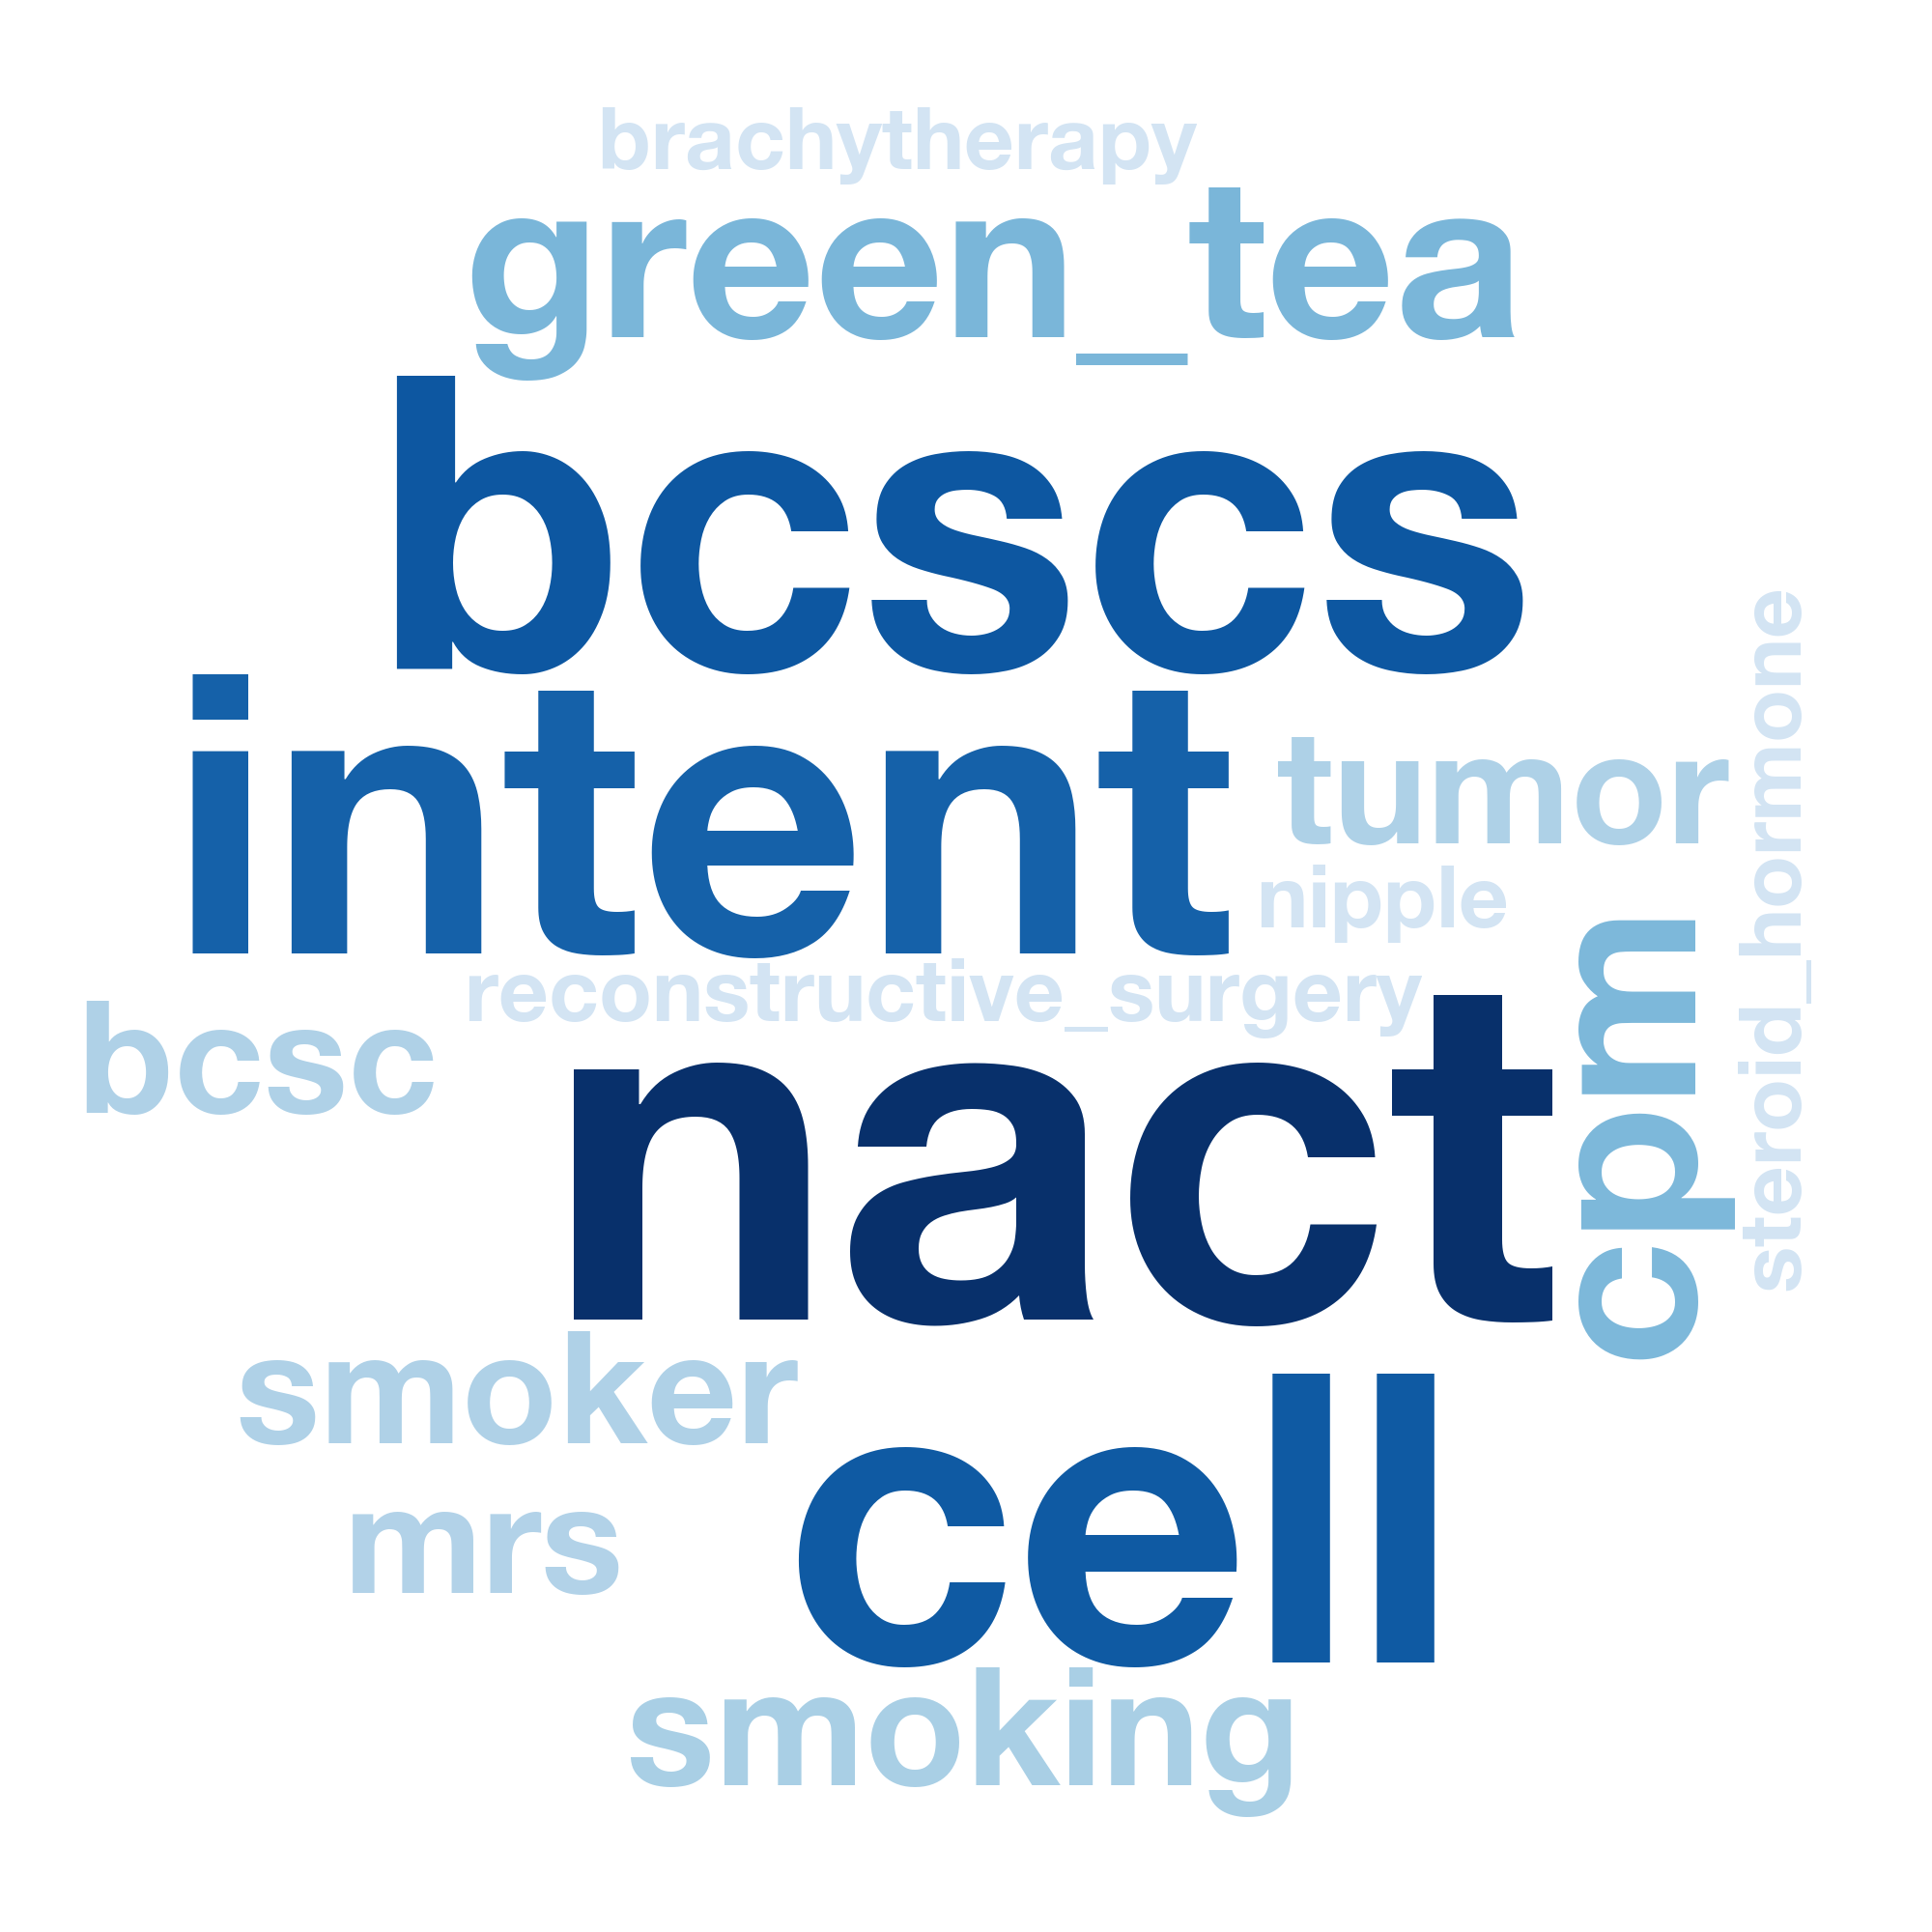 brachytherapy
green_tea
bcscs
intent
tumor
nipple
steroid_hormone
cpm
reconstructive_surgery
bcsc
nact
smoker
cell
mrs
smoking